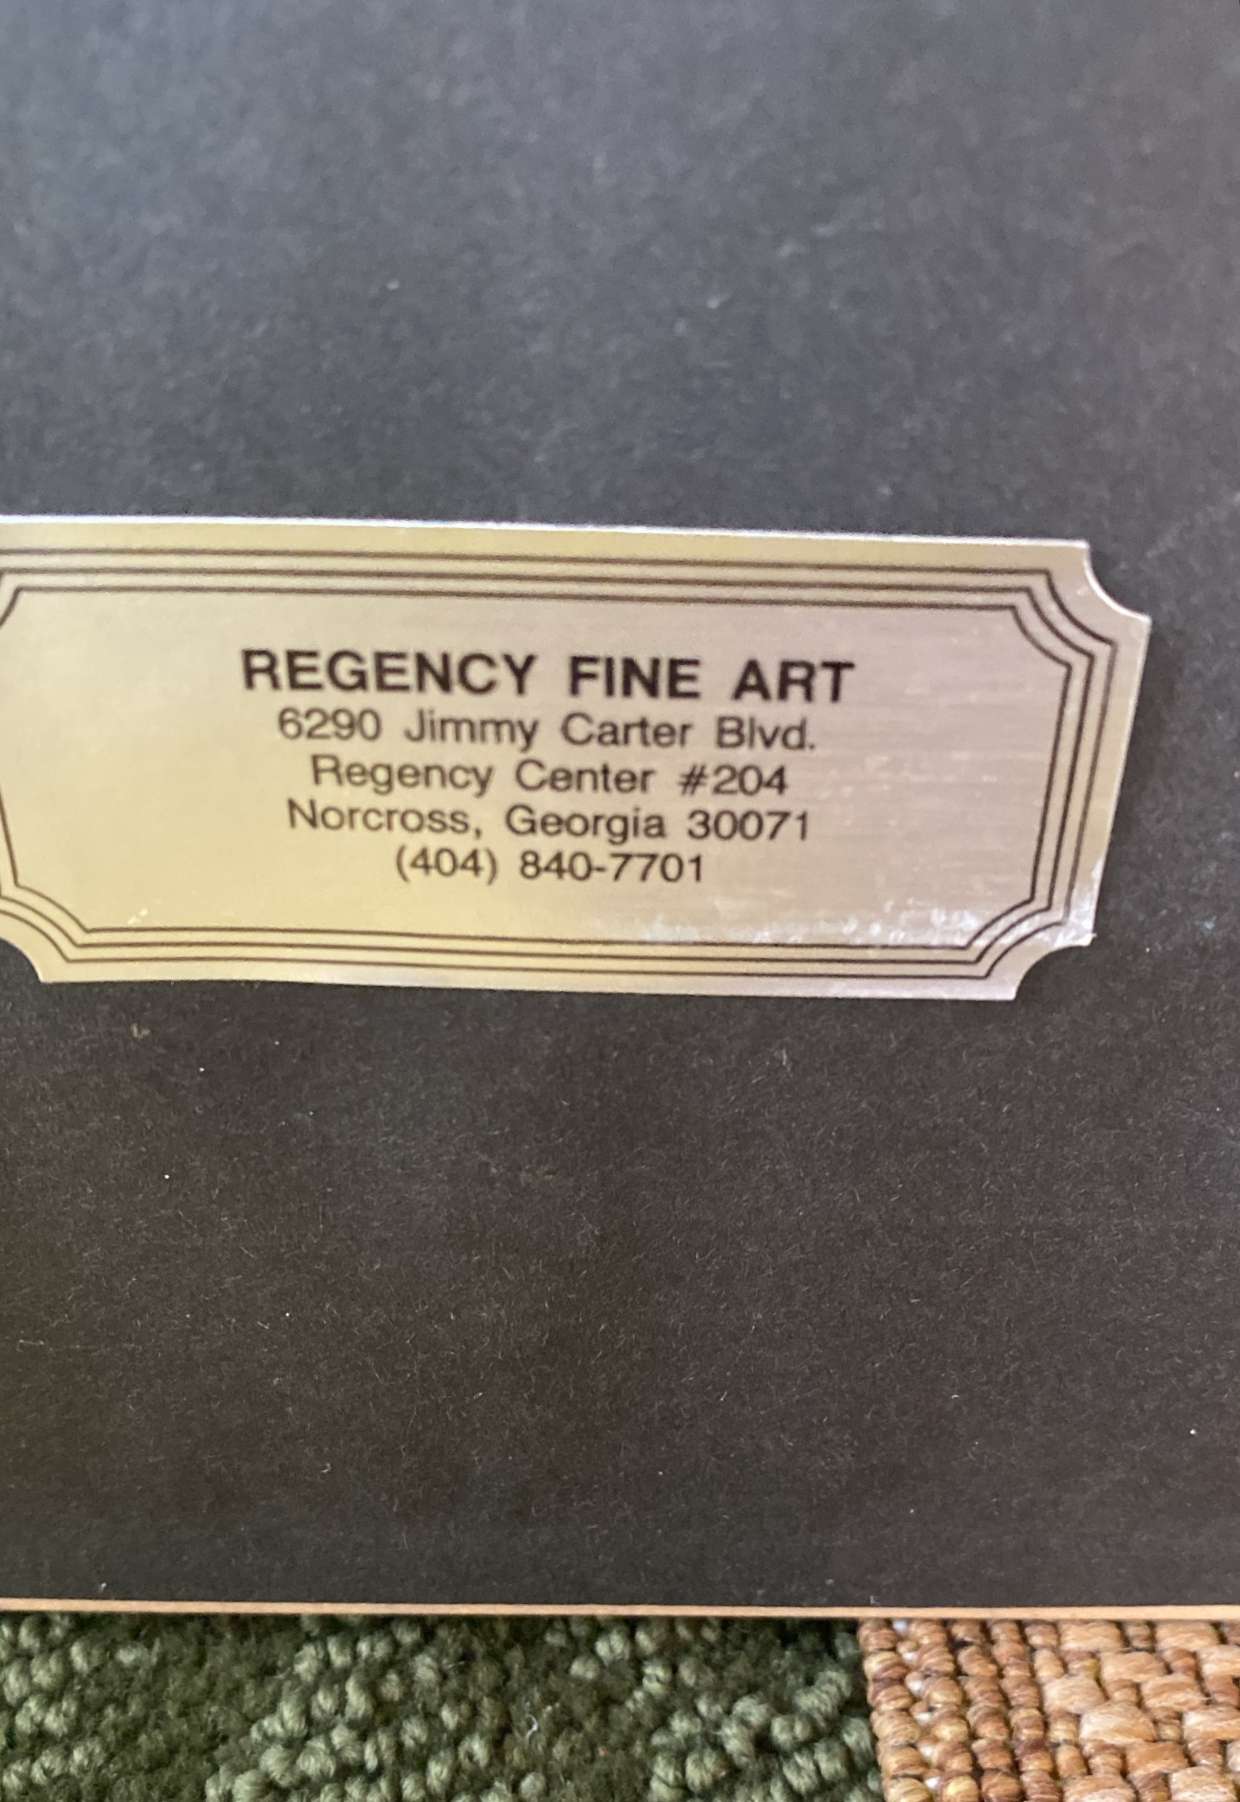 REGENCY FINE ART
6290 Jimmy Carter Blvd.
Regency Center #204
Norcross, Georgia 30071
(404) 840-7701